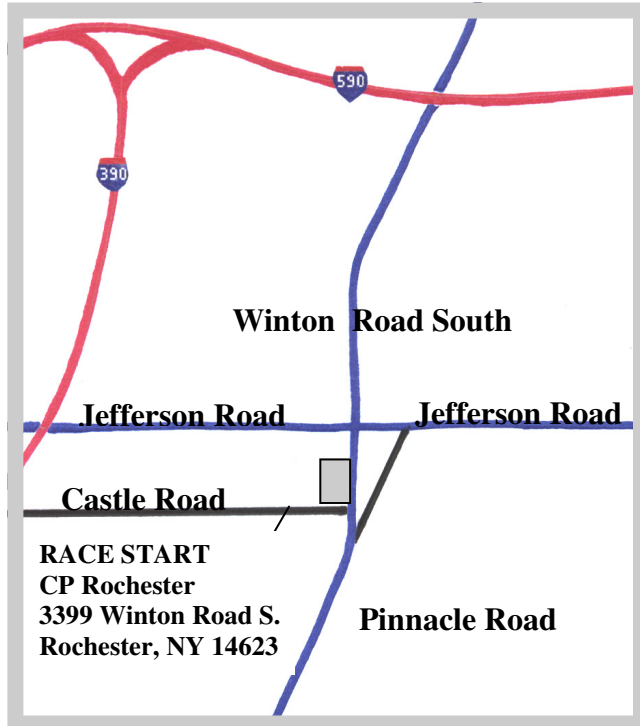 590
390
Winton Road South
Jefferson Road
Jefferson Road
Castle Road
RACE START
CP Rochester
3399 Winton Road S.
Rochester, NY 14623
Pinnacle Road